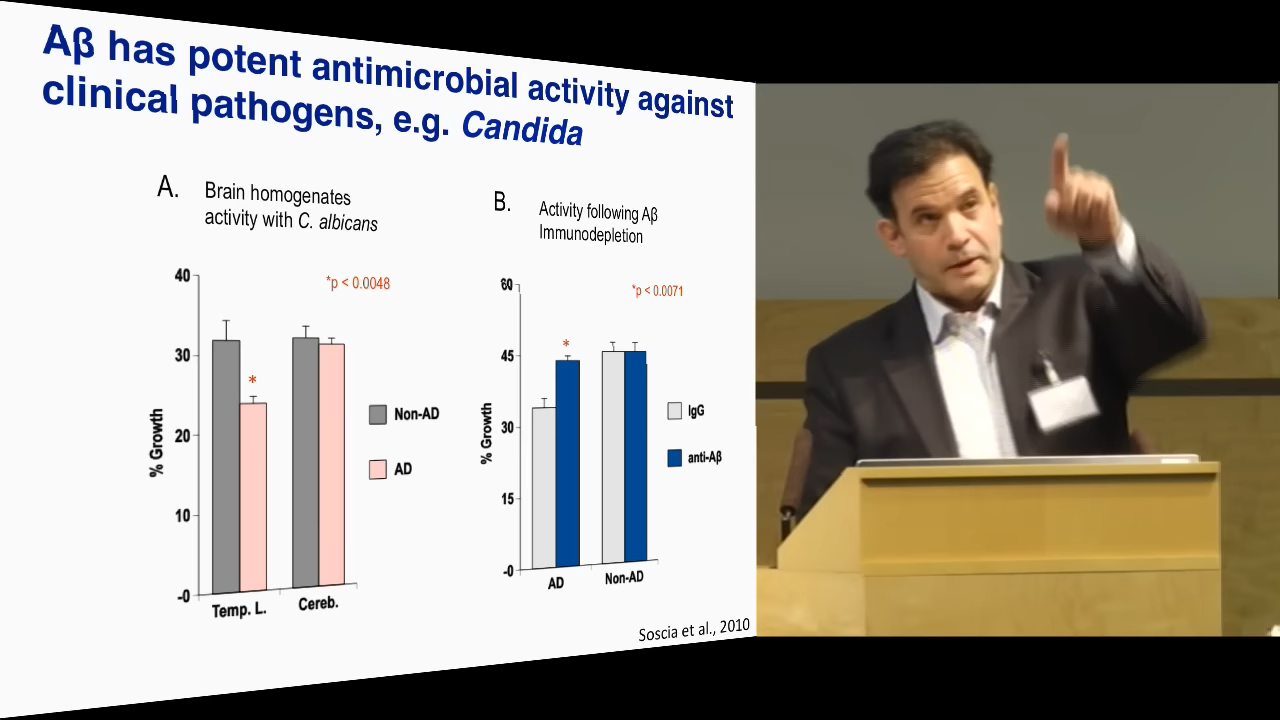 Aβ has potent antimicrobial activity against
clinical pathogens, e.g. Candida
A. Brain homogenates
activity with C. albicans
*p < 0.0048
40
30
20
10
-0
% Growth
*
Temp. L. Cereb.
Non-AD
AD
B. Activity following Aβ
Immunodepletion
*p < 0.0071
60
45
30
15
-0
% Growth
*
AD Non-AD
IgG
anti-Aβ
Soscia et al., 2010